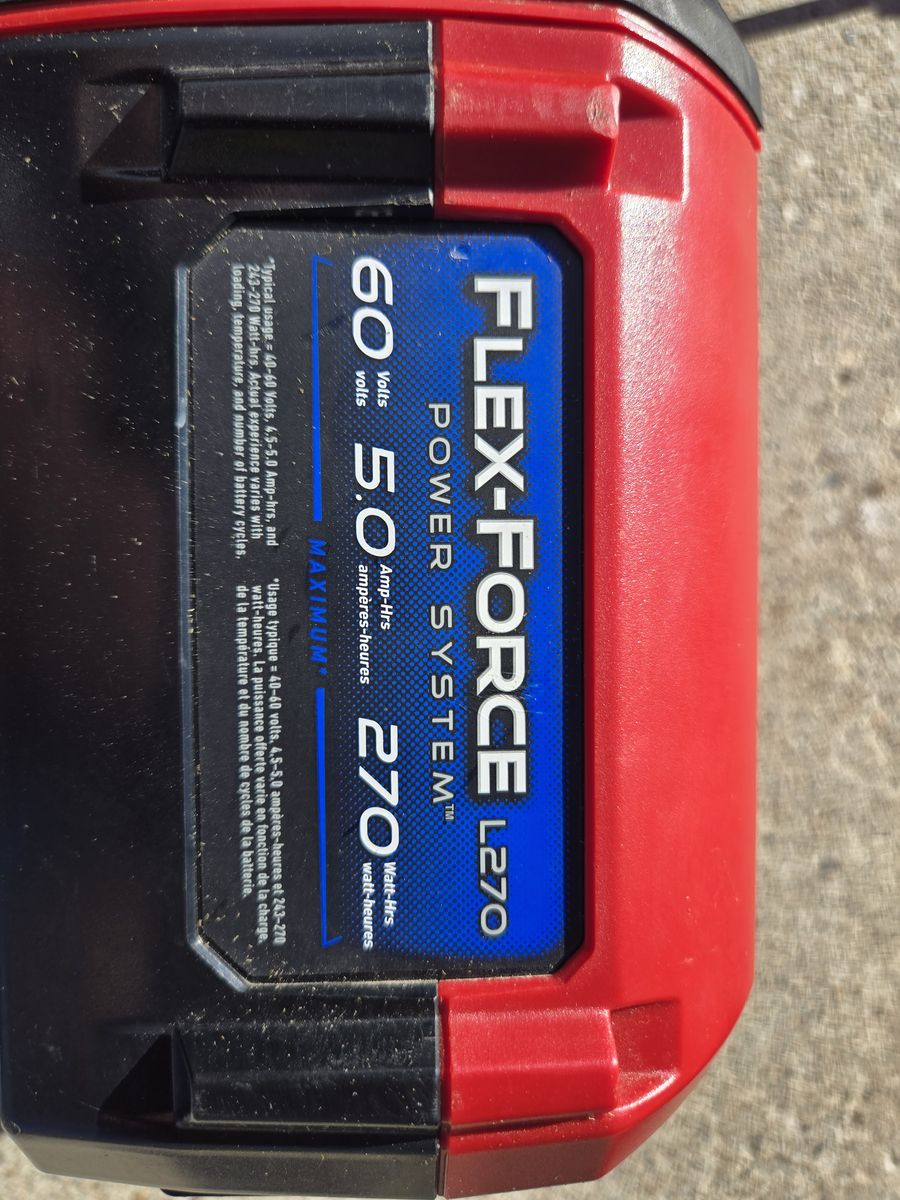 FLEX-FORCE L270
POWER SYSTEM™
60 Volts volts 5.0 Amp-Hrs ampères-heures 270 Watt-Hrs watt-heures
MAXIMUM*
*Typical usage = 40-60 Volts, 4.5-5.0 Amp-hrs, and
243-270 Watt-hrs. Actual experience varies with
loading, temperature, and number of battery cycles.
*Usage typique = 40-60 volts, 4,5-5,0 ampères-heures et 243-270
watt-heures. La puissance offerte varie en fonction de la charge,
de la température et du nombre de cycles de la batterie.